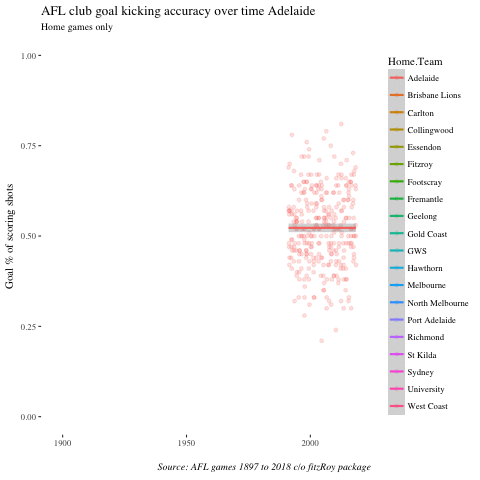 AFL club goal kicking accuracy over time Adelaide
Home games only
Goal % of scoring shots
1.00
0.75
0.50
0.25
0.00
1900
1950
2000
Home.Team
Adelaide
Brisbane Lions
Carlton
Collingwood
Essendon
Fitzroy
Footscray
Fremantle
Geelong
Gold Coast
GWS
Hawthorn
Melbourne
North Melbourne
Port Adelaide
Richmond
St Kilda
Sydney
University
West Coast
Source: AFL games 1897 to 2018 c/o fitzRoy package